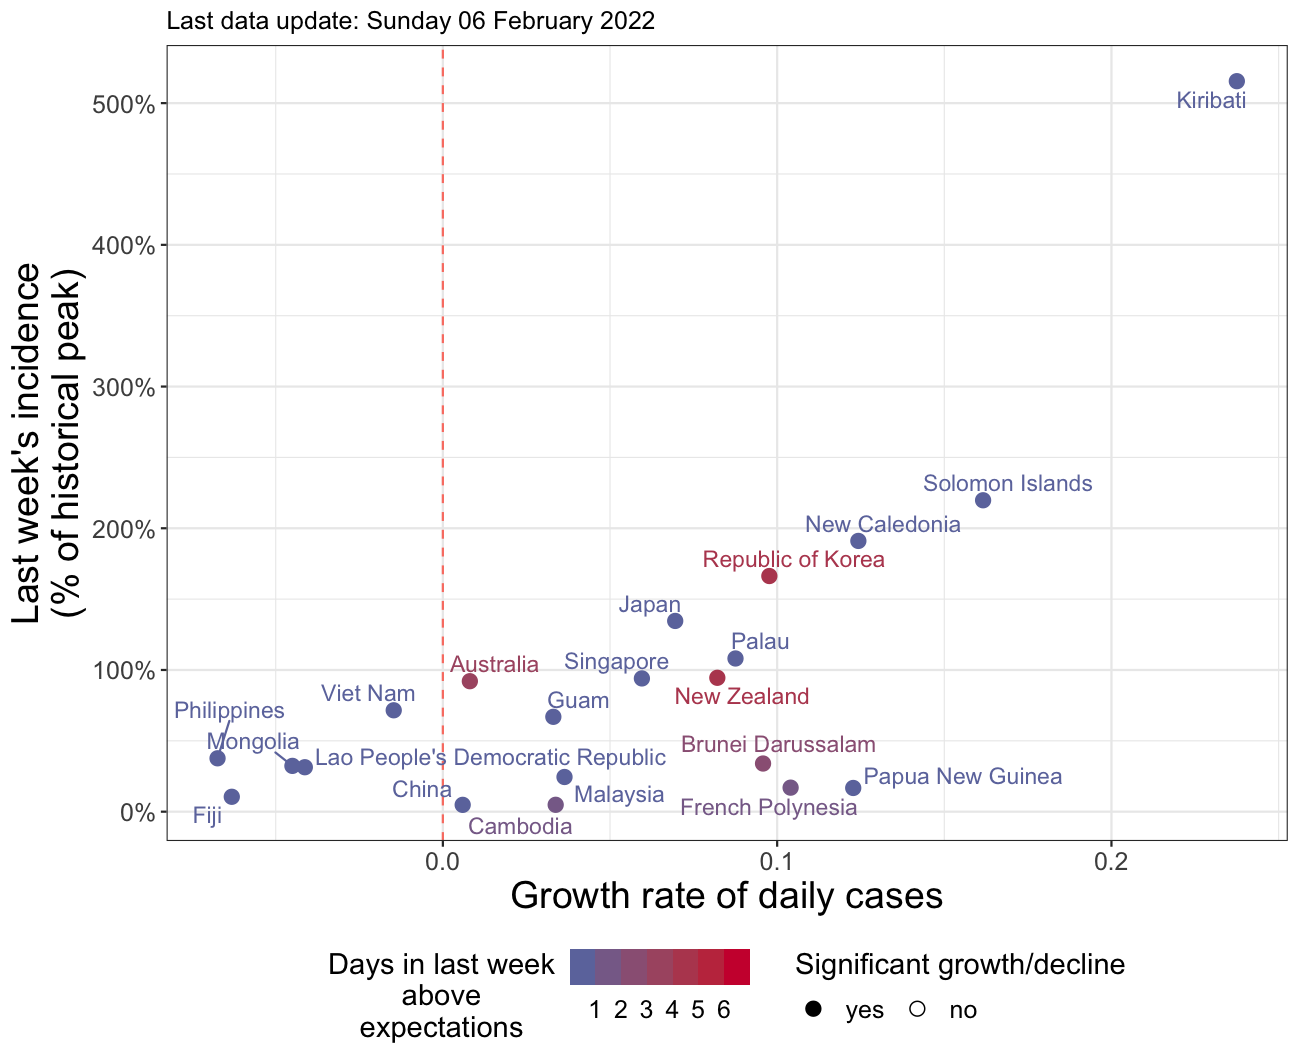 Last data update: Sunday 06 February 2022
Last week's incidence
(% of historical peak)
500%
400%
300%
200%
100%
0%
Kiribati
Solomon Islands
New Caledonia
Republic of Korea
Japan
Palau
Singapore
Australia
New Zealand
Viet Nam
Guam
Philippines
Mongolia
Brunei Darussalam
Lao People's Democratic Republic
Papua New Guinea
China
Malaysia
French Polynesia
Fiji
Cambodia
0.0
0.1
0.2
Growth rate of daily cases
Days in last week
above
expectations
1 2 3 4 5 6
Significant growth/decline
yes
no